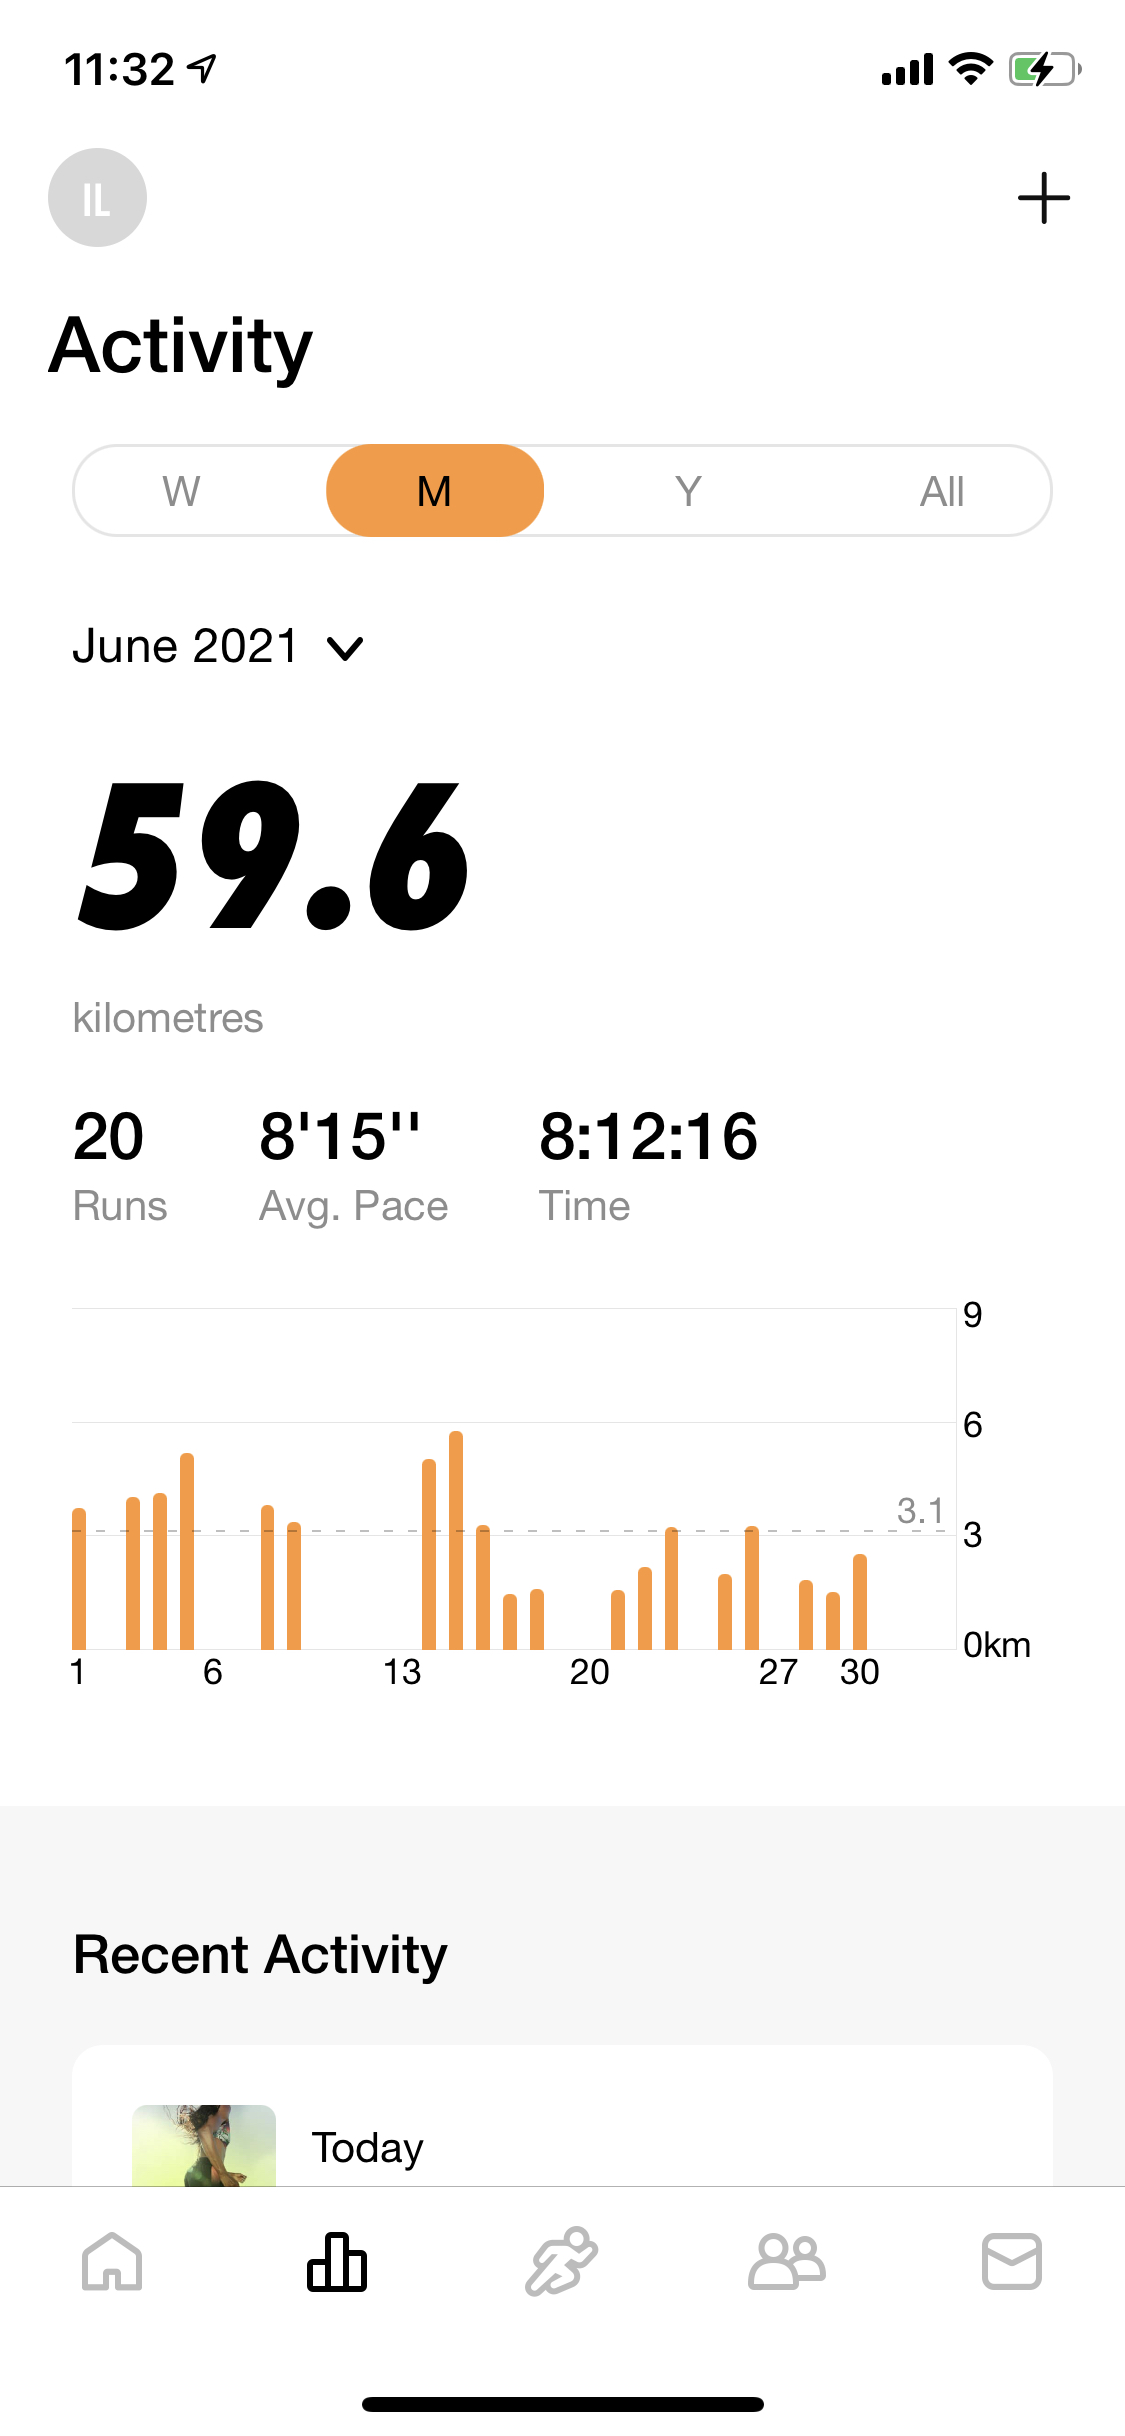 11:32
IL
Activity
W M Y All
June 2021
59.6
kilometres
20 8'15'' 8:12:16
Runs Avg. Pace Time
9
6
3.1
3
0km
1 6 13 20 27 30
Recent Activity
Today